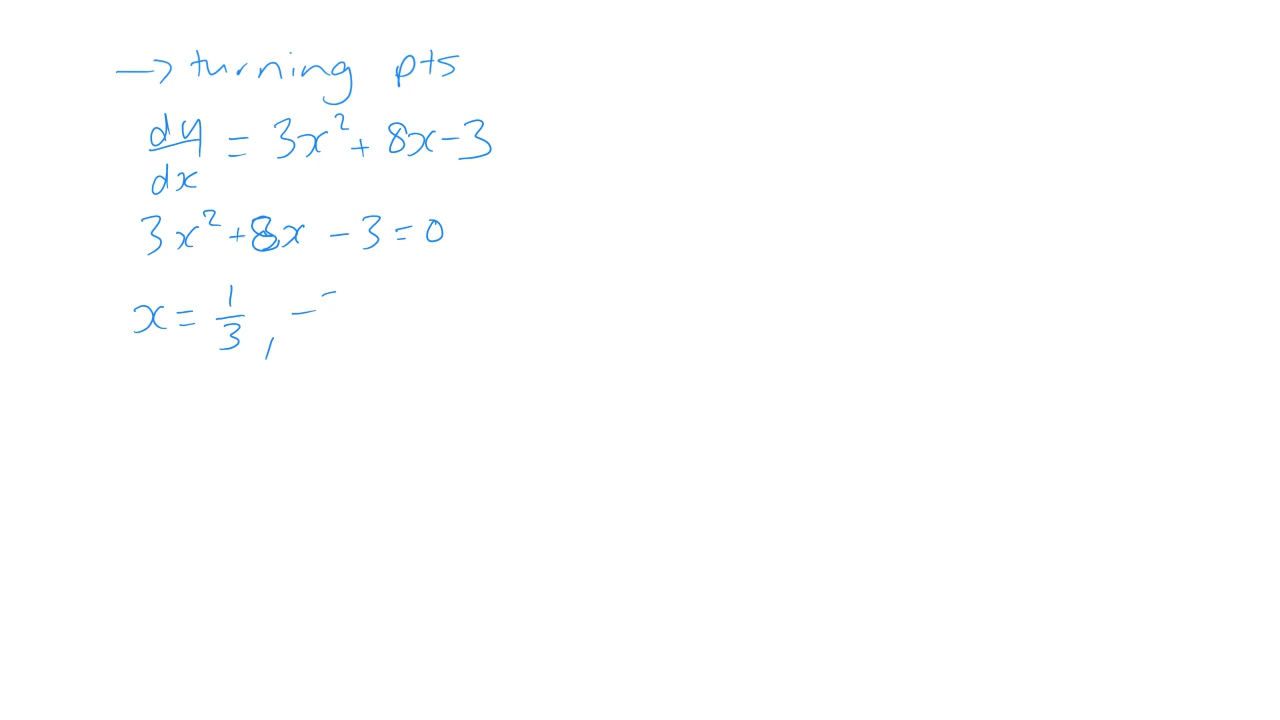 → turning pts
dy/dx = 3x² + 8x - 3
3x² + 8x - 3 = 0
x = 1/3 , -